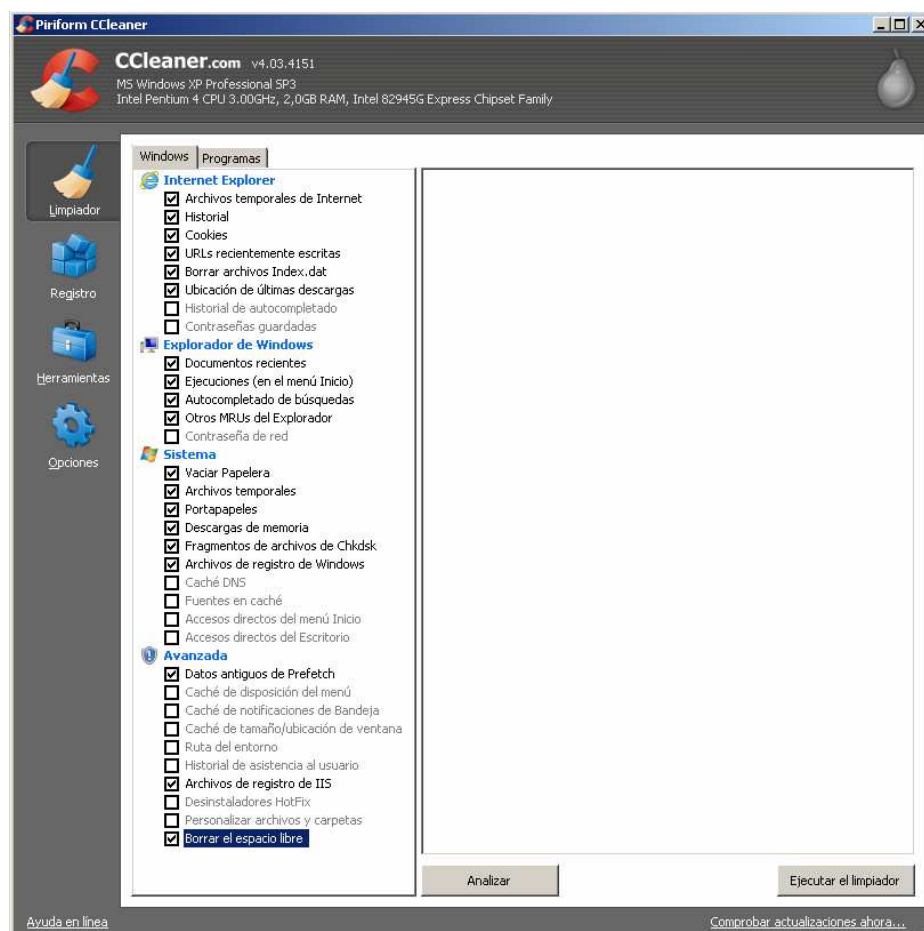 Piriform CCleaner
CCleaner.com v4.03.4151
MS Windows XP Professional SP3
Intel Pentium 4 CPU 3.00GHz, 2,0GB RAM, Intel 82945G Express Chipset Family
Limpiador
Registro
Herramientas
Opciones
Windows Programas
Internet Explorer
Archivos temporales de Internet
Historial
Cookies
URLs recientemente escritas
Borrar archivos Index.dat
Ubicación de últimas descargas
Historial de autocompletado
Contraseñas guardadas
Explorador de Windows
Documentos recientes
Ejecuciones (en el menú Inicio)
Autocompletado de búsquedas
Otros MRUs del Explorador
Contraseña de red
Sistema
Vaciar Papelera
Archivos temporales
Portapapeles
Descargas de memoria
Fragmentos de archivos de Chkdsk
Archivos de registro de Windows
Caché DNS
Fuentes en caché
Accesos directos del menú Inicio
Accesos directos del Escritorio
Avanzada
Datos antiguos de Prefetch
Caché de disposición del menú
Caché de notificaciones de Bandeja
Caché de tamaño/ubicación de ventana
Ruta del entorno
Historial de asistencia al usuario
Archivos de registro de IIS
Desinstaladores HotFix
Personalizar archivos y carpetas
Borrar el espacio libre
Analizar Ejecutar el limpiador
Ayuda en línea Comprobar actualizaciones ahora...